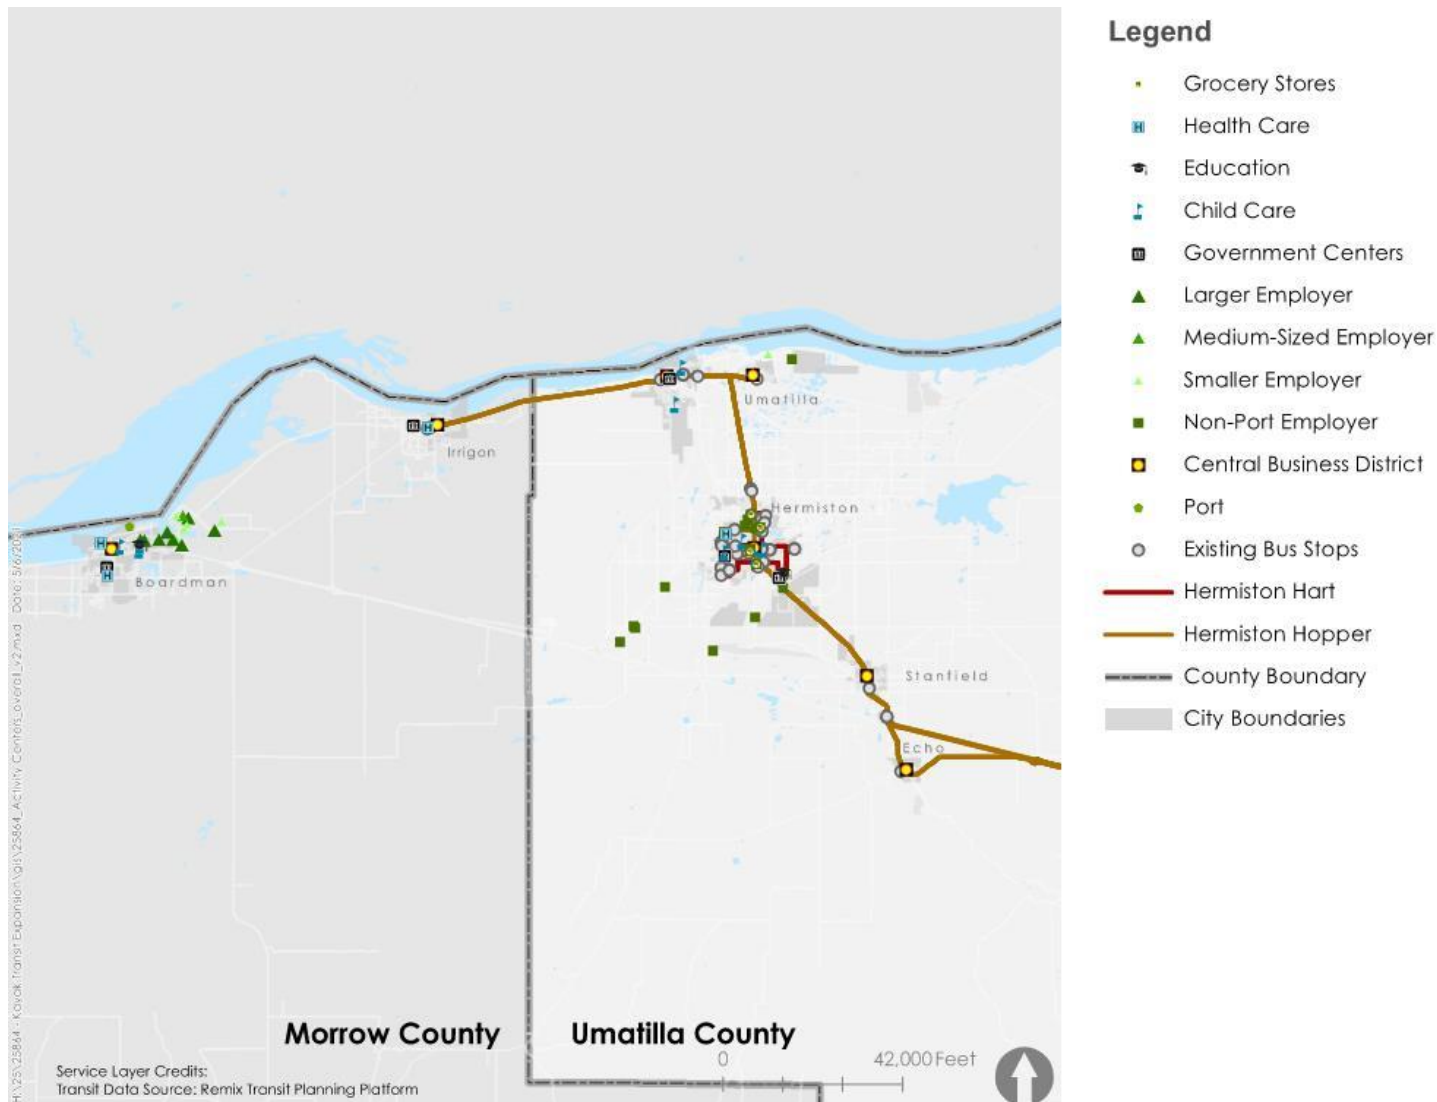 Legend
Grocery Stores
Health Care
Education
Child Care
Government Centers
Larger Employer
Medium-Sized Employer
Smaller Employer
Non-Port Employer
Central Business District
Port
Existing Bus Stops
Hermiston Hart
Hermiston Hopper
County Boundary
City Boundaries
Umatilla
Irrigon
Hermiston
Boardman
Stanfield
Echo
Morrow County
Umatilla County
0
42,000 Feet
Service Layer Credits:
Transit Data Source: Remix Transit Planning Platform